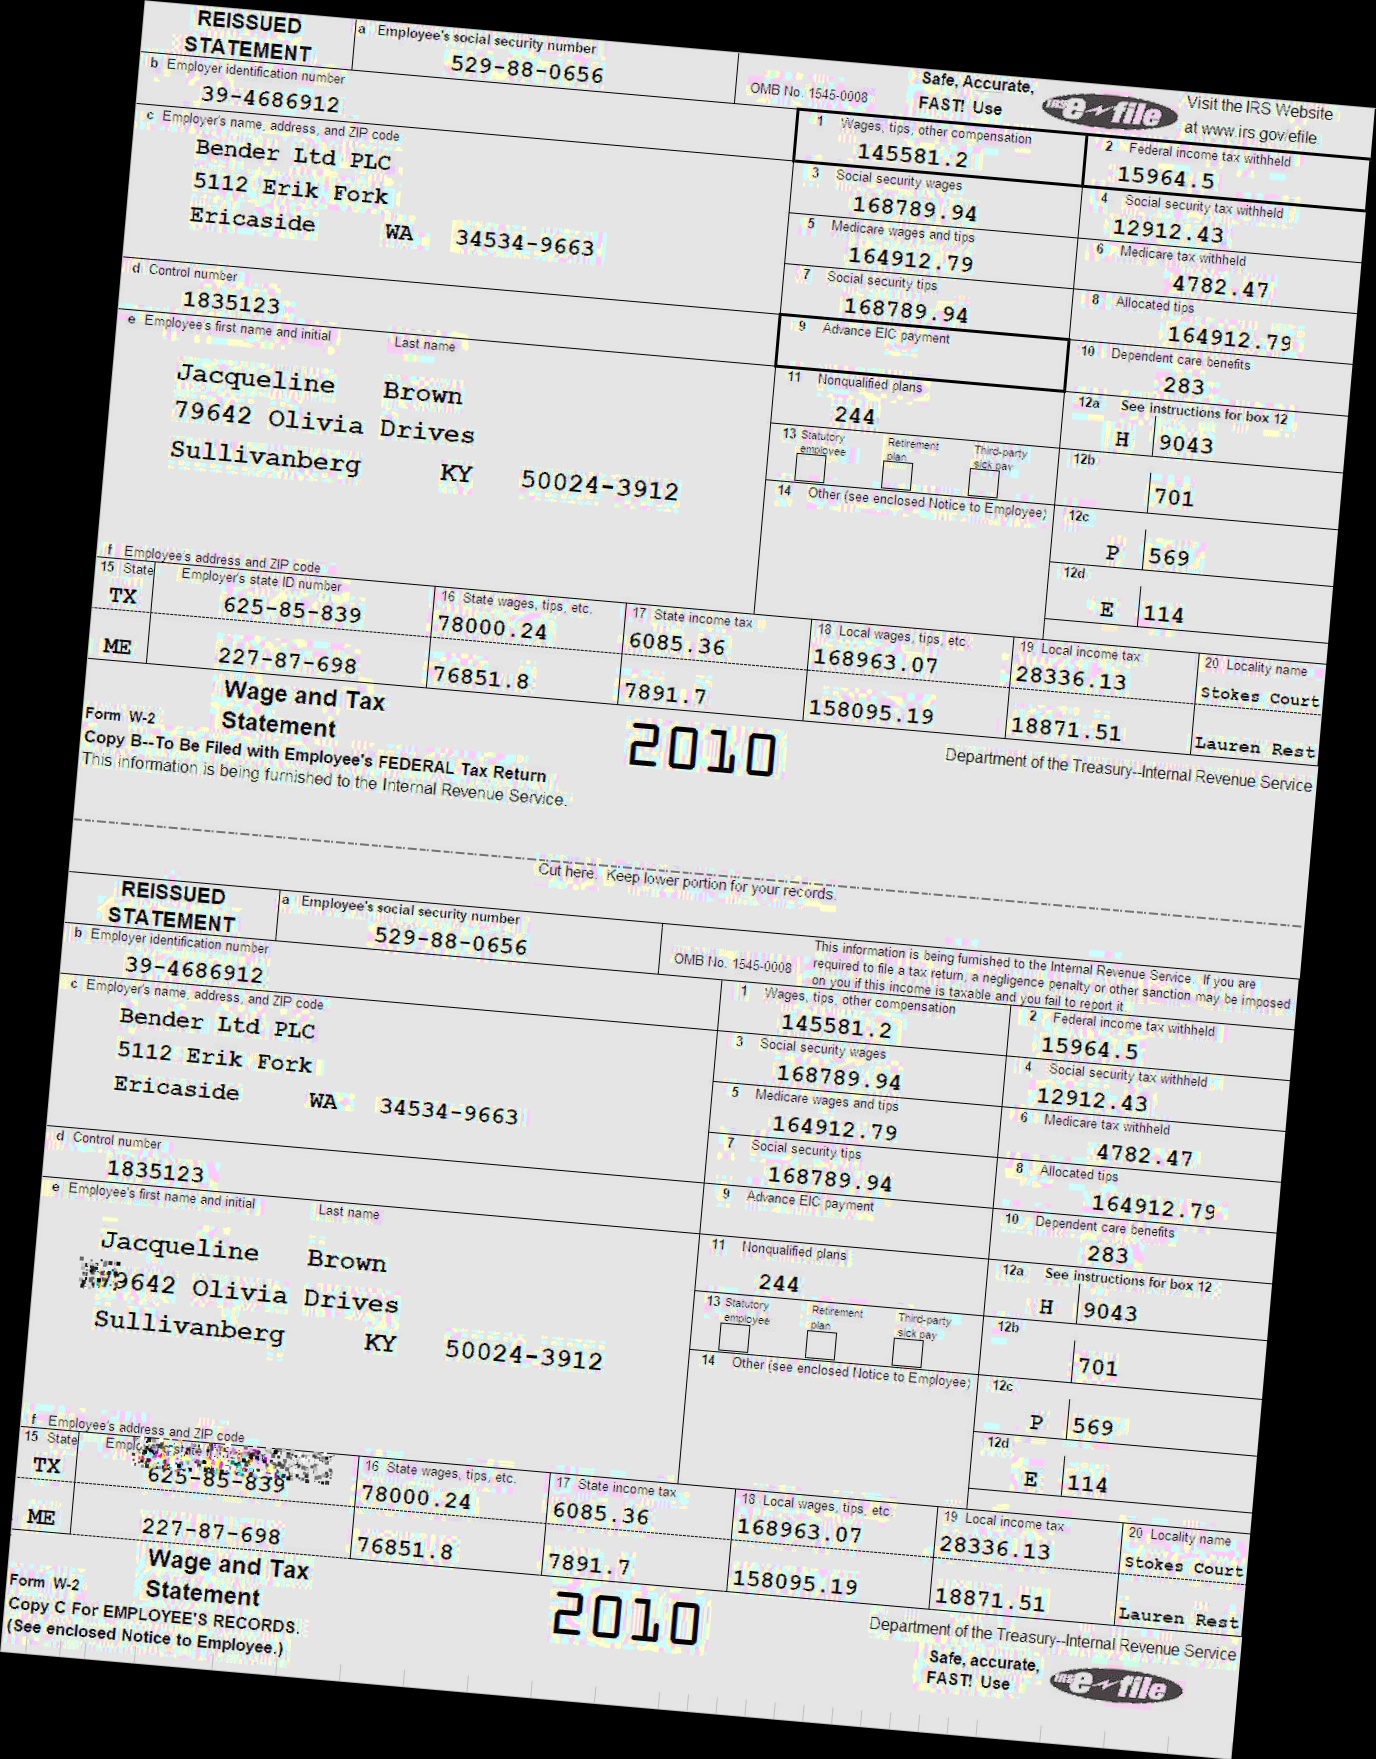 REISSUED STATEMENT
a Employee's social security number
529-88-0656
OMB No. 1545-0008
Safe, Accurate,
FAST! Use
IRS e-file
Visit the IRS Website
at www.irs.gov/efile
b Employer identification number
39-4686912
c Employer's name, address, and ZIP code
Bender Ltd PLC
5112 Erik Fork
Ericaside WA 34534-9663
1 Wages, tips, other compensation
145581.2
2 Federal income tax withheld
15964.5
3 Social security wages
168789.94
4 Social security tax withheld
12912.43
5 Medicare wages and tips
164912.79
6 Medicare tax withheld
4782.47
d Control number
1835123
7 Social security tips
168789.94
8 Allocated tips
164912.79
e Employee's first name and initial Last name
Jacqueline Brown
79642 Olivia Drives
Sullivanberg KY 50024-3912
9 Advance EIC payment
10 Dependent care benefits
283
11 Nonqualified plans
244
12a See instructions for box 12
H 9043
13 Statutory employee Retirement plan Third-party sick pay
12b
701
14 Other (see enclosed Notice to Employee)
12c
P 569
12d
E 114
f Employee's address and ZIP code
15 State Employer's state ID number
16 State wages, tips, etc.
17 State income tax
18 Local wages, tips, etc.
19 Local income tax
20 Locality name
TX 625-85-839 78000.24 6085.36 168963.07 28336.13 Stokes Court
ME 227-87-698 76851.8 7891.7 158095.19 18871.51 Lauren Rest
Form W-2
Wage and Tax
Statement
2010
Department of the Treasury--Internal Revenue Service
Copy B--To Be Filed with Employee's FEDERAL Tax Return
This information is being furnished to the Internal Revenue Service.
Cut here. Keep lower portion for your records.
REISSUED STATEMENT
a Employee's social security number
529-88-0656
OMB No. 1545-0008
This information is being furnished to the Internal Revenue Service. If you are
required to file a tax return, a negligence penalty or other sanction may be imposed
on you if this income is taxable and you fail to report it.
b Employer identification number
39-4686912
c Employer's name, address, and ZIP code
Bender Ltd PLC
5112 Erik Fork
Ericaside WA 34534-9663
1 Wages, tips, other compensation
145581.2
2 Federal income tax withheld
15964.5
3 Social security wages
168789.94
4 Social security tax withheld
12912.43
5 Medicare wages and tips
164912.79
6 Medicare tax withheld
4782.47
d Control number
1835123
7 Social security tips
168789.94
8 Allocated tips
164912.79
e Employee's first name and initial Last name
Jacqueline Brown
79642 Olivia Drives
Sullivanberg KY 50024-3912
9 Advance EIC payment
10 Dependent care benefits
283
11 Nonqualified plans
244
12a See instructions for box 12
H 9043
13 Statutory employee Retirement plan Third-party sick pay
12b
701
14 Other (see enclosed Notice to Employee)
12c
P 569
12d
E 114
f Employee's address and ZIP code
15 State
16 State wages, tips, etc.
17 State income tax
18 Local wages, tips, etc.
19 Local income tax
20 Locality name
TX 625-85-839 78000.24 6085.36 168963.07 28336.13 Stokes Court
ME 227-87-698 76851.8 7891.7 158095.19 18871.51 Lauren Rest
Form W-2
Wage and Tax
Statement
2010
Department of the Treasury--Internal Revenue Service
Copy C For EMPLOYEE'S RECORDS.
(See enclosed Notice to Employee.)
Safe, accurate,
FAST! Use
IRS e-file